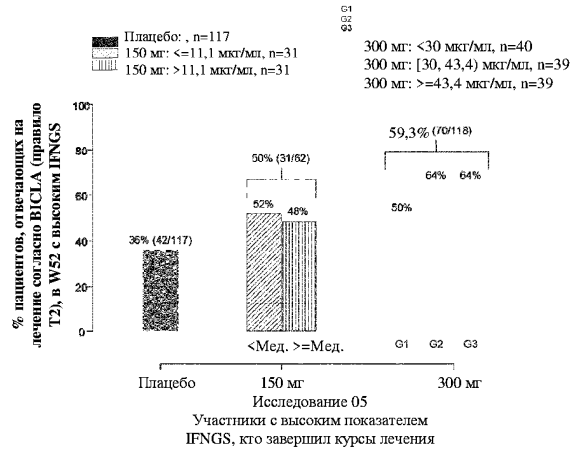 G1
G2
G3
Плацебо: , n=117
150 мг: <=11,1 мкг/мл, n=31
150 мг: >11,1 мкг/мл, n=31
300 мг: <30 мкг/мл, n=40
300 мг: [30, 43,4) мкг/мл, n=39
300 мг: >=43,4 мкг/мл, n=39
% пациентов, отвечающих на
лечение согласно BICLA (правило
T2), в W52 с высоким IFNGS
100
80
60
40
20
0
36% (42/117)
50% (31/62)
52%
48%
59,3% (70/118)
50%
64%
64%
<Мед. >=Мед.
G1 G2 G3
Плацебо
150 мг
300 мг
Исследование 05
Участники с высоким показателем
IFNGS, кто завершил курсы лечения